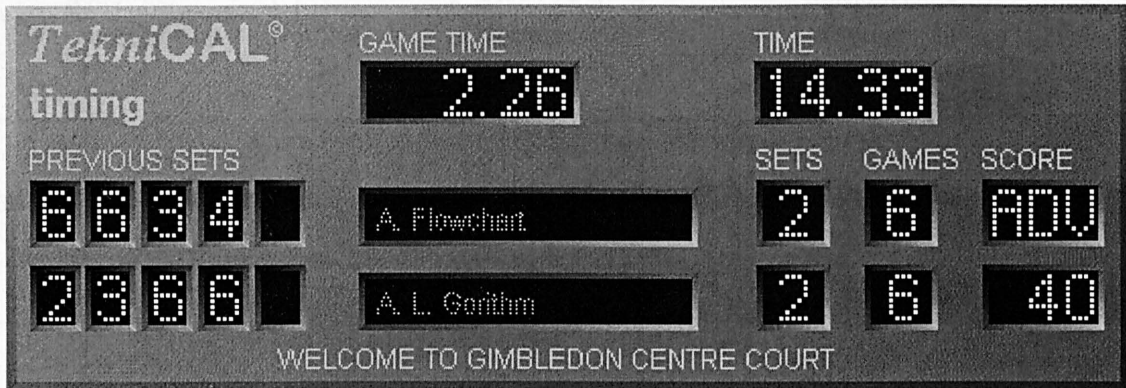 TekniCAL©
timing
GAME TIME
2.26
TIME
14.33
PREVIOUS SETS
SETS GAMES SCORE
6 6 3 4 A. Flowchart 2 6 ADV
2 3 6 6 A. L. Gorithm 2 6 40
WELCOME TO GIMBLEDON CENTRE COURT